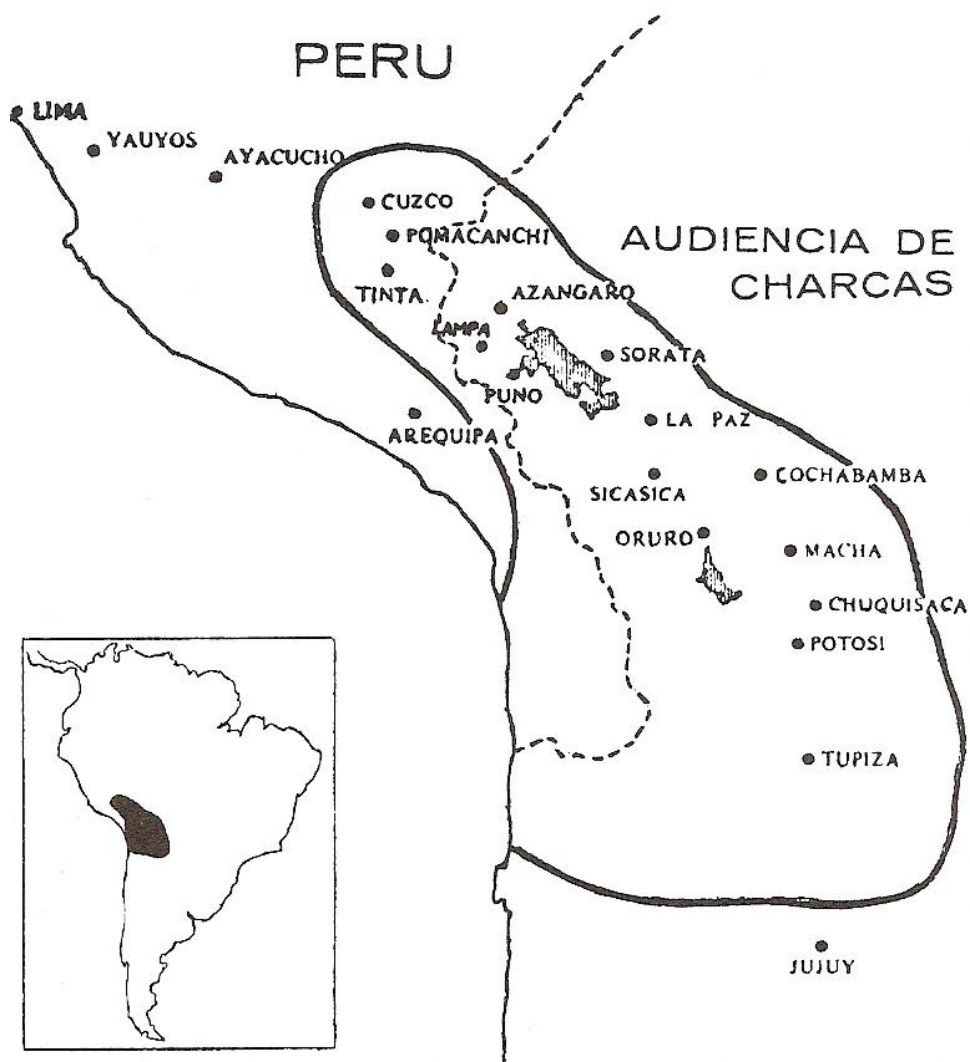 PERU
LIMA
YAUYOS
AYACUCHO
CUZCO
POMACANCHI
AUDIENCIA DE
CHARCAS
TINTA.
AZANGARO
LAMPA
SORATA
PUNO
LA PAZ
AREQUIPA
SICASICA
COCHABAMBA
ORURO
MACHA
CHUQUISACA
POTOSI
TUPIZA
JUJUY